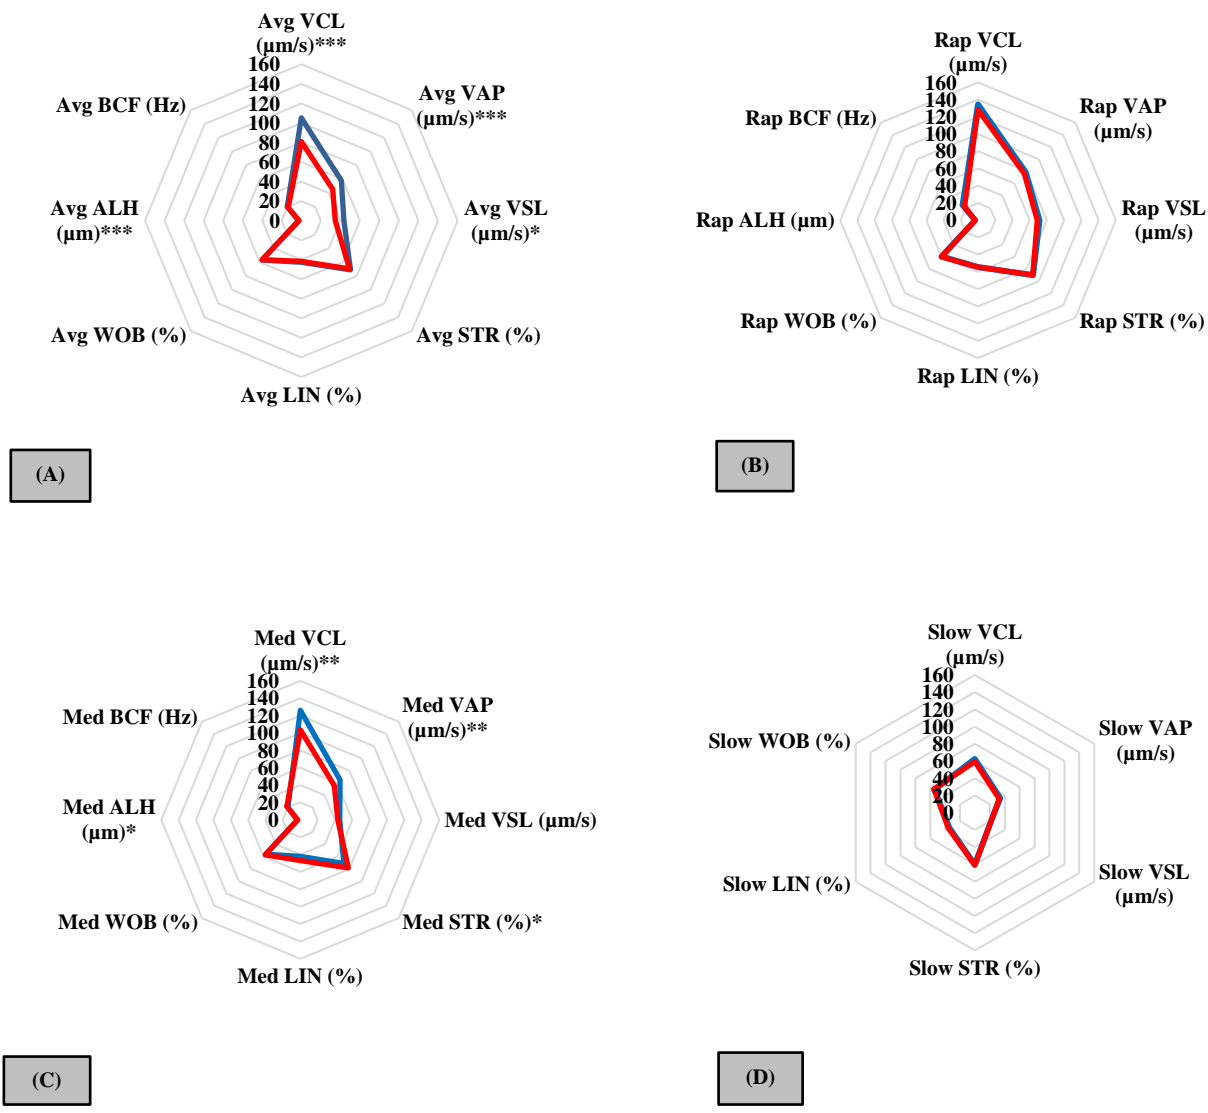 Avg VCL
(µm/s)***
160
140
120
100
80
60
40
20
0
Avg VAP
(µm/s)***
Avg VSL
(µm/s)*
Avg STR (%)
Avg LIN (%)
Avg WOB (%)
Avg ALH
(µm)***
Avg BCF (Hz)
(A)
Rap VCL
(µm/s)
160
140
120
100
80
60
40
20
0
Rap VAP
(µm/s)
Rap VSL
(µm/s)
Rap STR (%)
Rap LIN (%)
Rap WOB (%)
Rap ALH (µm)
Rap BCF (Hz)
(B)
Med VCL
(µm/s)**
160
140
120
100
80
60
40
20
0
Med VAP
(µm/s)**
Med VSL (µm/s)
Med STR (%)*
Med LIN (%)
Med WOB (%)
Med ALH
(µm)*
Med BCF (Hz)
(C)
Slow VCL
(µm/s)
160
140
120
100
80
60
40
20
0
Slow VAP
(µm/s)
Slow VSL
(µm/s)
Slow STR (%)
Slow LIN (%)
Slow WOB (%)
(D)